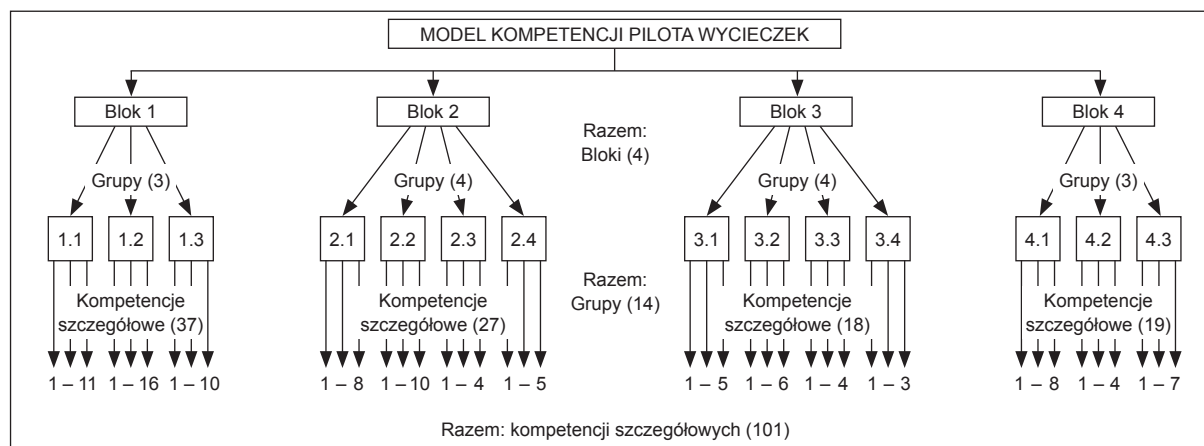 MODEL KOMPETENCJI PILOTA WYCIECZEK
Blok 1
Blok 2
Blok 3
Blok 4
Razem:
Bloki (4)
Grupy (3)
Grupy (4)
Grupy (4)
Grupy (3)
1.1 1.2 1.3
2.1 2.2 2.3 2.4
3.1 3.2 3.3 3.4
4.1 4.2 4.3
Razem:
Grupy (14)
Kompetencje
szczegółowe (37)
Kompetencje
szczegółowe (27)
Kompetencje
szczegółowe (18)
Kompetencje
szczegółowe (19)
1 – 11 1 – 16 1 – 10
1 – 8 1 – 10 1 – 4 1 – 5
1 – 5 1 – 6 1 – 4 1 – 3
1 – 8 1 – 4 1 – 7
Razem: kompetencji szczegółowych (101)